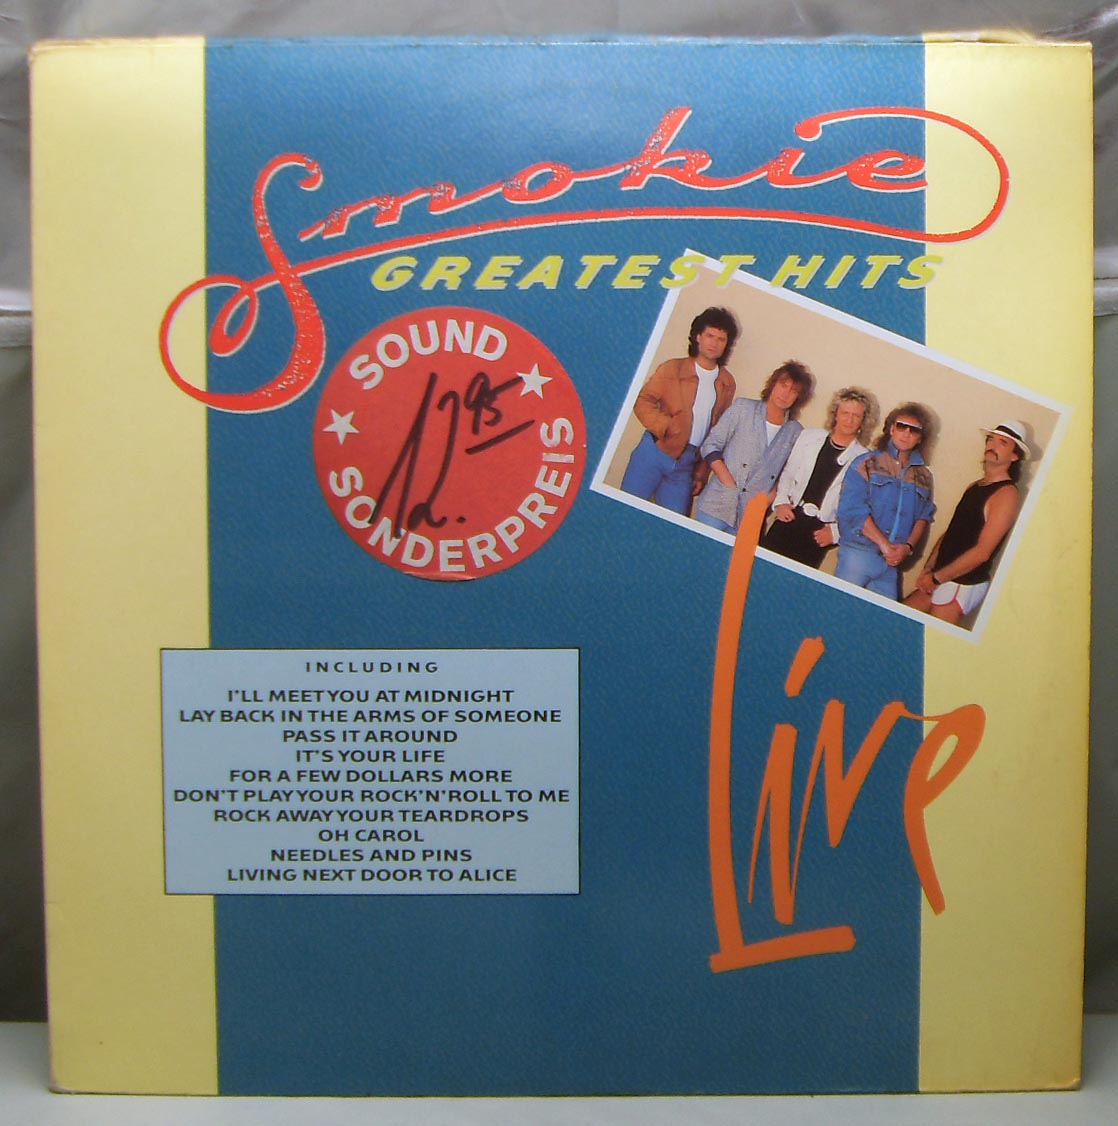 Smokie
GREATEST HITS
SOUND
12.95
SONDERPREIS
Live
INCLUDING
I'LL MEET YOU AT MIDNIGHT
LAY BACK IN THE ARMS OF SOMEONE
PASS IT AROUND
IT'S YOUR LIFE
FOR A FEW DOLLARS MORE
DON'T PLAY YOUR ROCK'N'ROLL TO ME
ROCK AWAY YOUR TEARDROPS
OH CAROL
NEEDLES AND PINS
LIVING NEXT DOOR TO ALICE